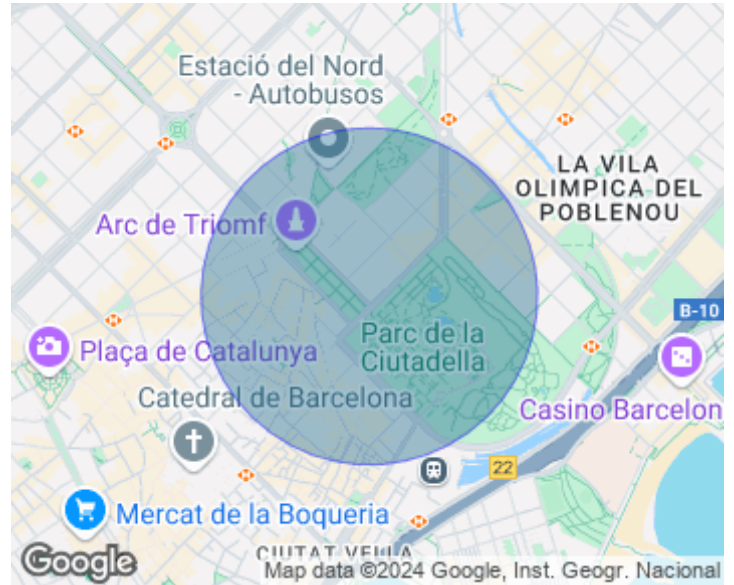 Estació del Nord
- Autobusos
LA VILA
OLIMPICA DEL
POBLENOU
Arc de Triomf
B-10
Parc de la
Ciutadella
Plaça de Catalunya
Catedral de Barcelona
Casino Barcelon
22
Mercat de la Boqueria
CIUTAT VELLA
Google
Map data ©2024 Google, Inst. Geogr. Nacional